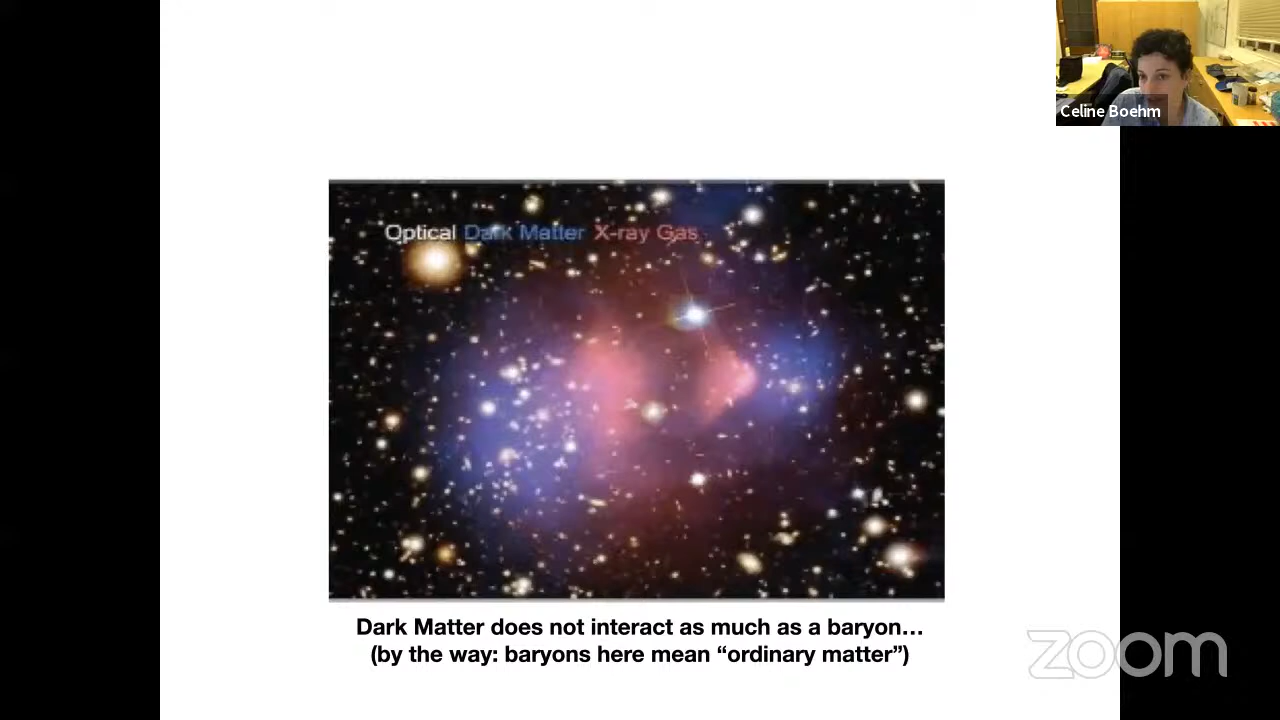 Celine Boehm
Optical Dark Matter X-ray Gas
Dark Matter does not interact as much as a baryon…
(by the way: baryons here mean “ordinary matter”)
zoom